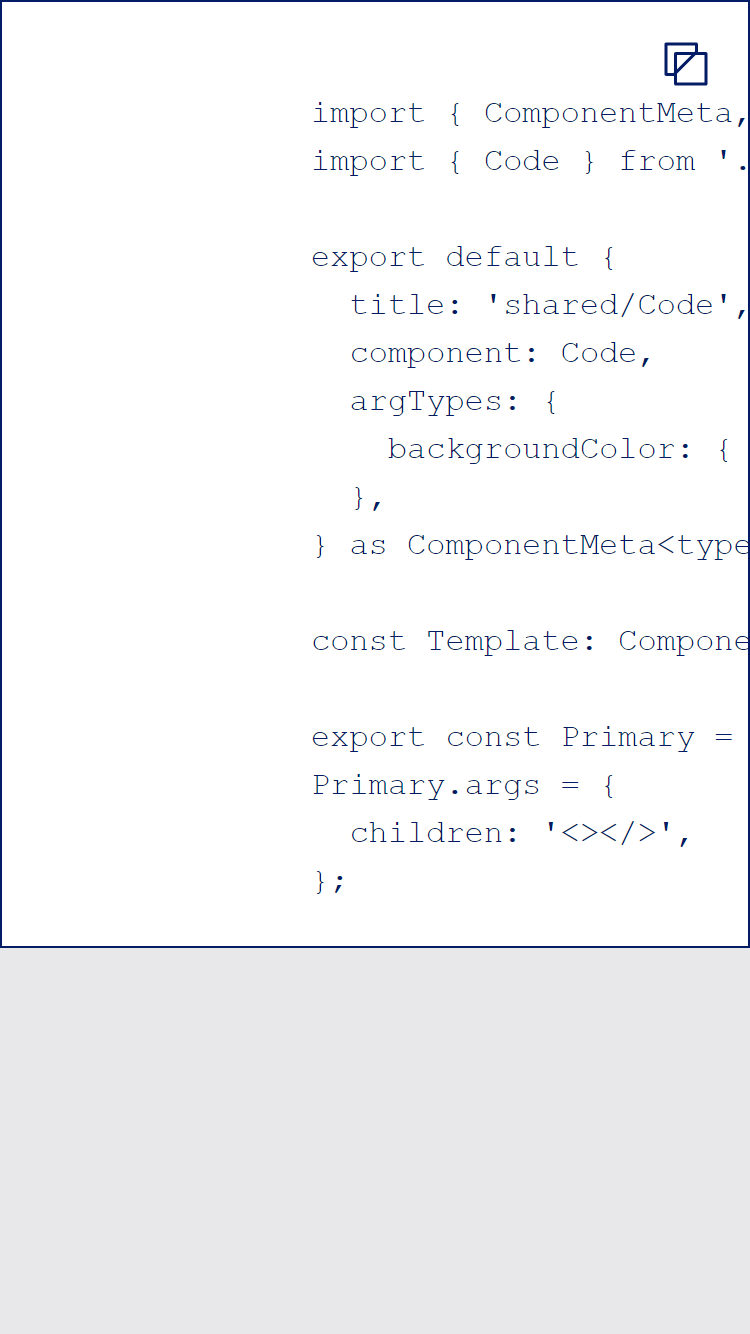 import { ComponentMeta,
import { Code } from '.
export default {
  title: 'shared/Code',
  component: Code,
  argTypes: {
    backgroundColor: {
  },
} as ComponentMeta<type
const Template: Compone
export const Primary =
Primary.args = {
  children: '<></>',
};